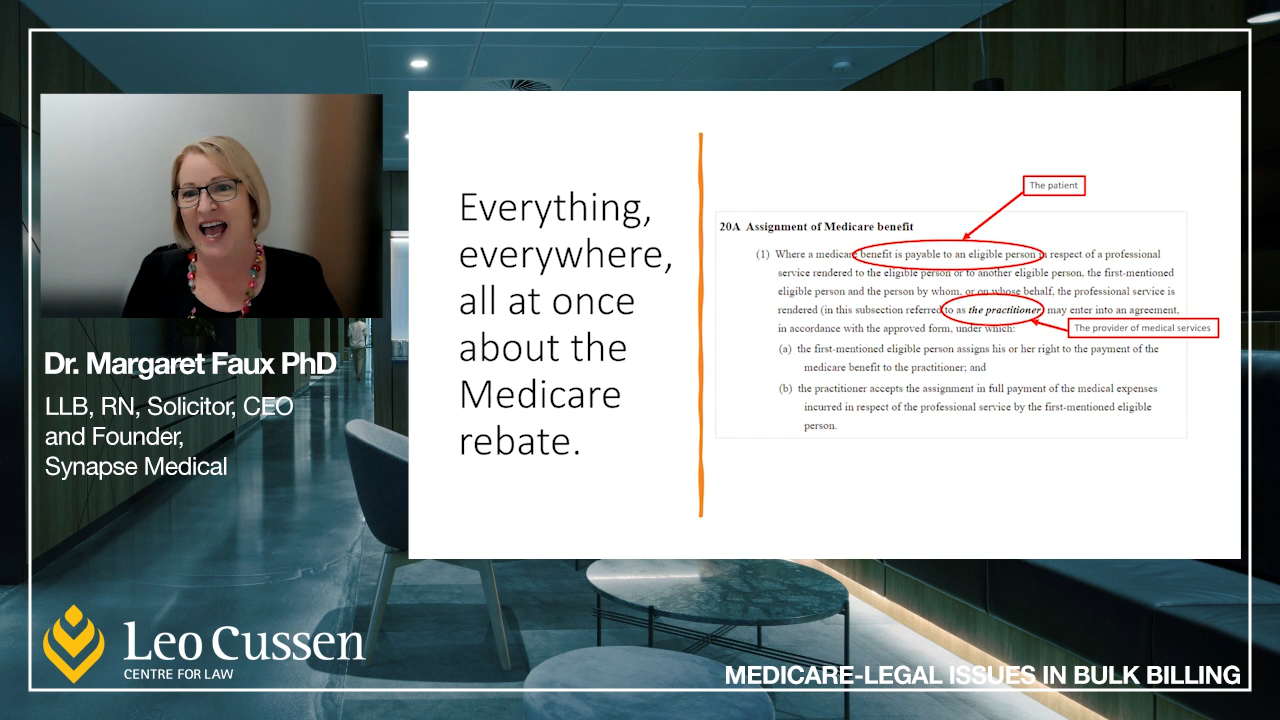 Dr. Margaret Faux PhD
LLB, RN, Solicitor, CEO
and Founder,
Synapse Medical
Everything,
everywhere,
all at once
about the
Medicare
rebate.
The patient
20A Assignment of Medicare benefit
(1) Where a medicare benefit is payable to an eligible person in respect of a professional
service rendered to the eligible person or to another eligible person, the first-mentioned
eligible person and the person by whom, or on whose behalf, the professional service is
rendered (in this subsection referred to as the practitioner) may enter into an agreement,
in accordance with the approved form, under which:
The provider of medical services
(a) the first-mentioned eligible person assigns his or her right to the payment of the
medicare benefit to the practitioner; and
(b) the practitioner accepts the assignment in full payment of the medical expenses
incurred in respect of the professional service by the first-mentioned eligible
person.
Leo Cussen
CENTRE FOR LAW
MEDICARE-LEGAL ISSUES IN BULK BILLING